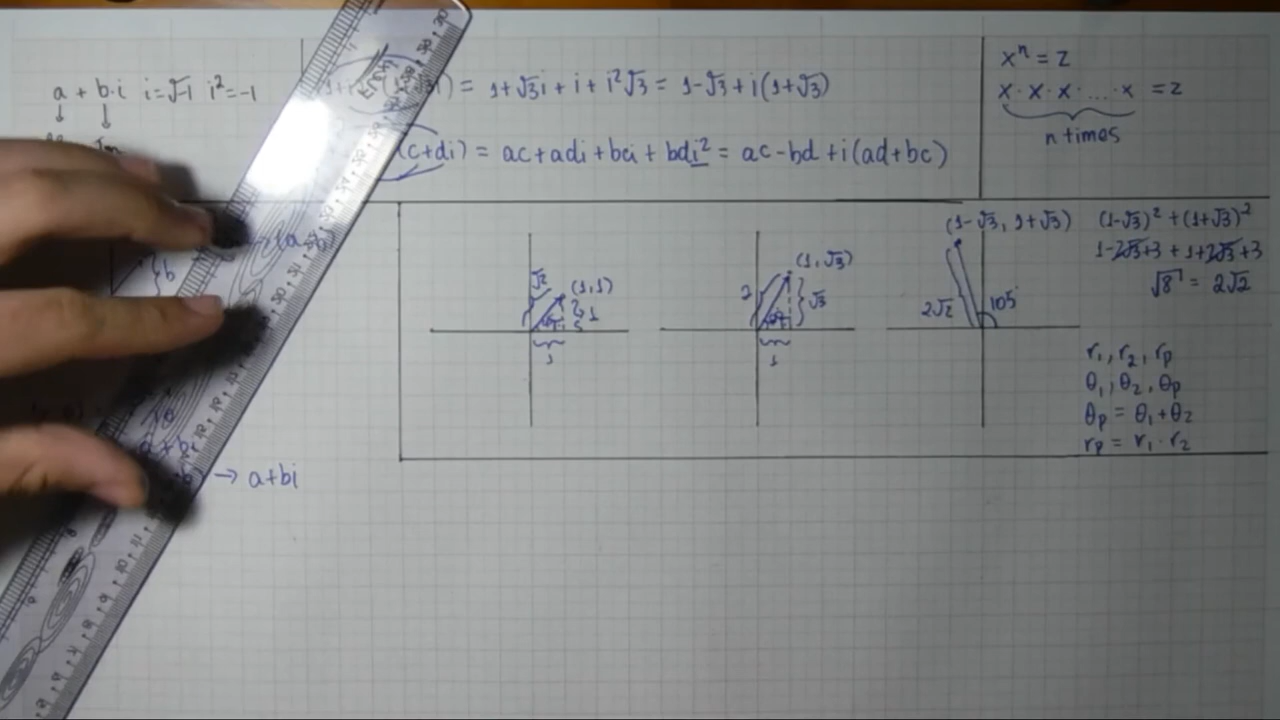 a + b·i i=√-1 i²=-1
= 1+√3i+i+i²√3 = 1-√3+i(1+√3)
(c+di) = ac+adi+bci+bdi² = ac-bd+i(ad+bc)
xⁿ = z
x·x·x·....·x = z
n times
b
√2
(1,1)
1
1
2
(1,√3)
√3
1
(1-√3, 1+√3)
2√2
105
(1-√3)²+(1+√3)²
1-2√3+3+1+2√3+3
√8 = 2√2
r₁, r₂, rₚ
θ₁, θ₂, θₚ
θₚ = θ₁+θ₂
rₚ = r₁·r₂
→ a+bi